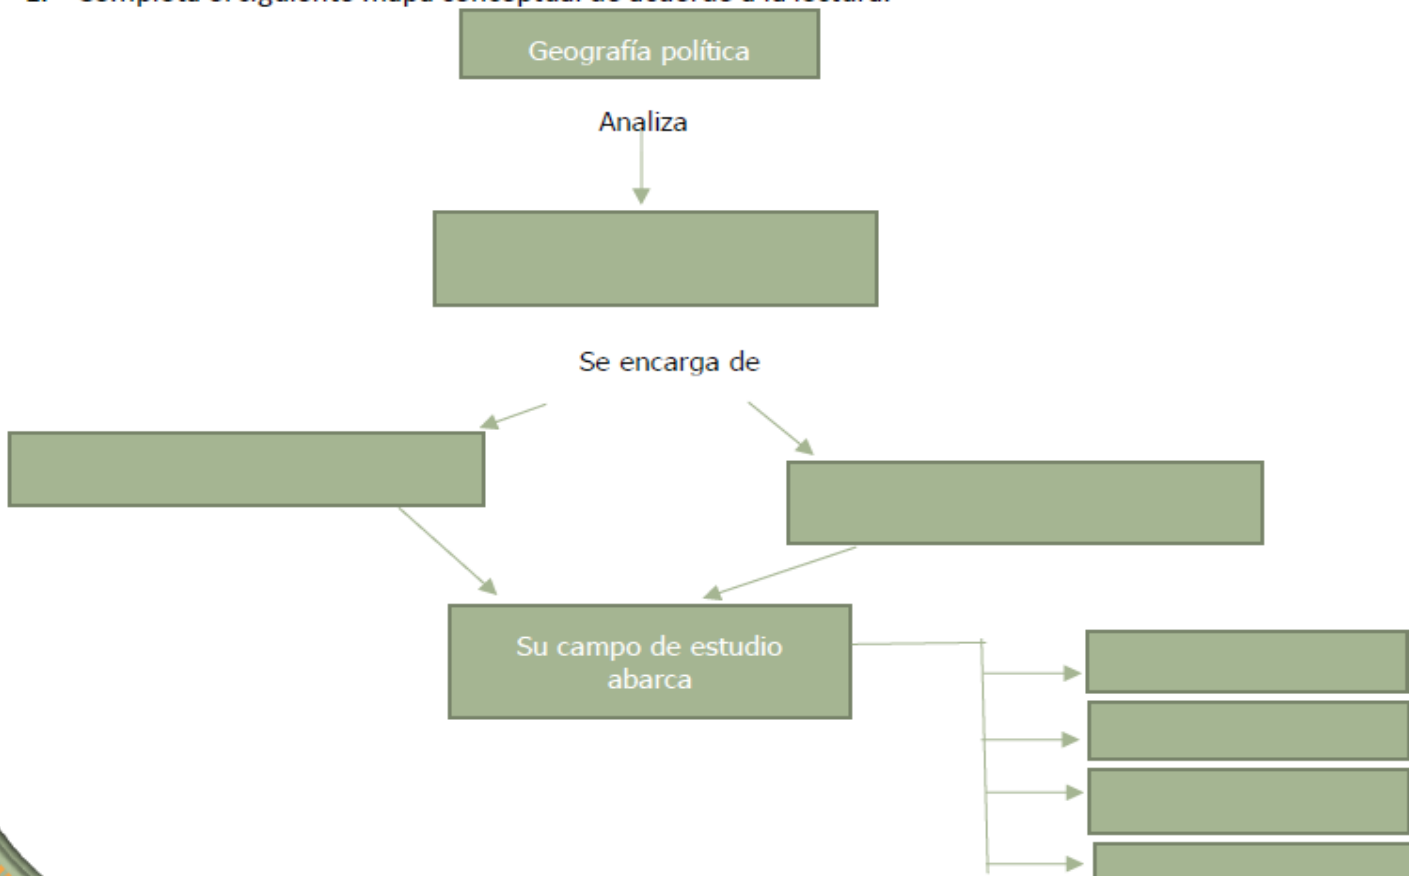 Geografía política
Analiza
Se encarga de
Su campo de estudio
abarca